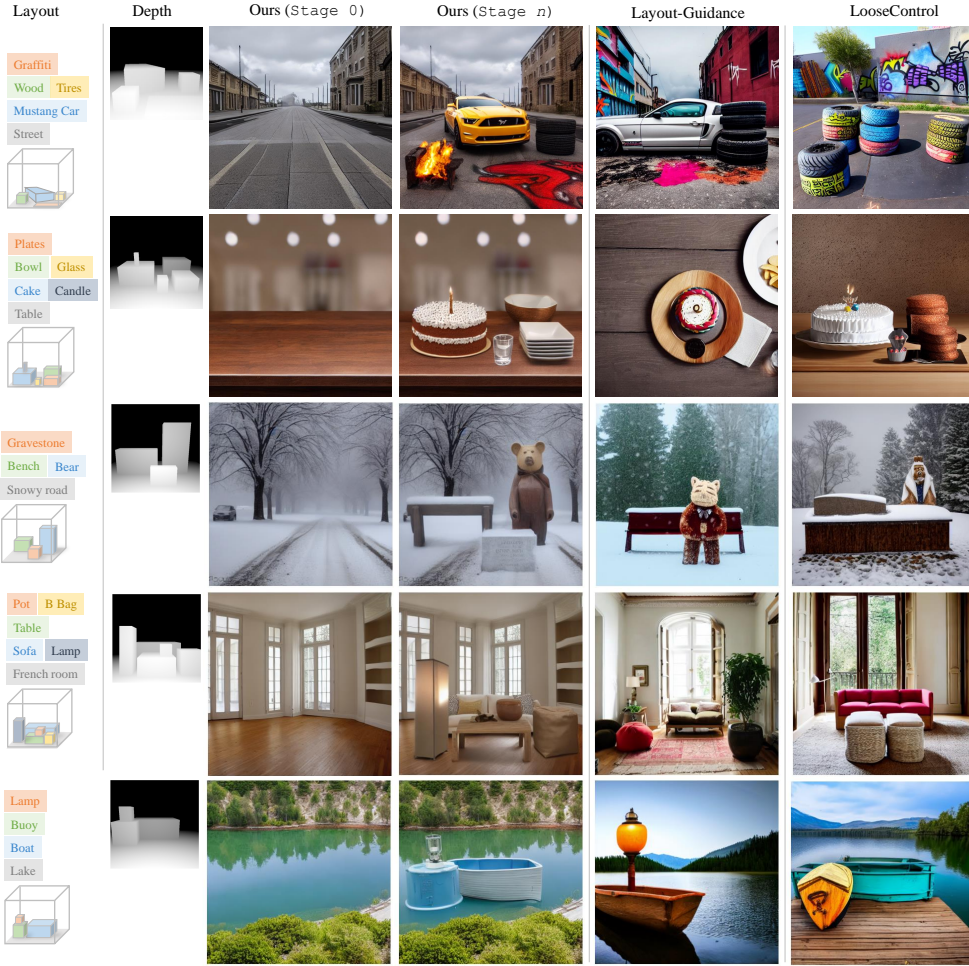 Layout Depth Ours (Stage 0) Ours (Stage n) Layout-Guidance LooseControl
Graffiti
Wood Tires
Mustang Car
Street
Plates
Bowl Glass
Cake Candle
Table
Gravestone
Bench Bear
Snowy road
Pot B Bag
Table
Sofa Lamp
French room
Lamp
Buoy
Boat
Lake